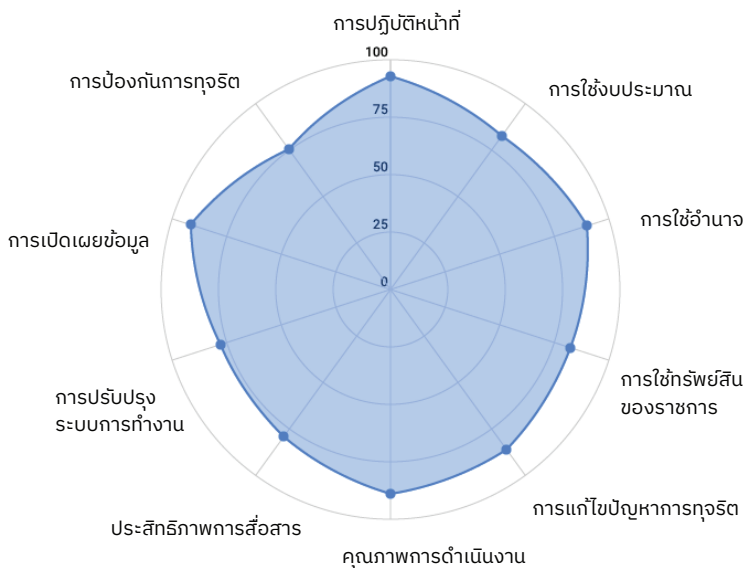 การปฏิบัติหน้าที่
100
การป้องกันการทุจริต
การใช้งบประมาณ
75
50
การใช้อำนาจ
25
การเปิดเผยข้อมูล
0
การใช้ทรัพย์สิน
ของราชการ
การปรับปรุง
ระบบการทำงาน
การแก้ไขปัญหาการทุจริต
ประสิทธิภาพการสื่อสาร
คุณภาพการดำเนินงาน